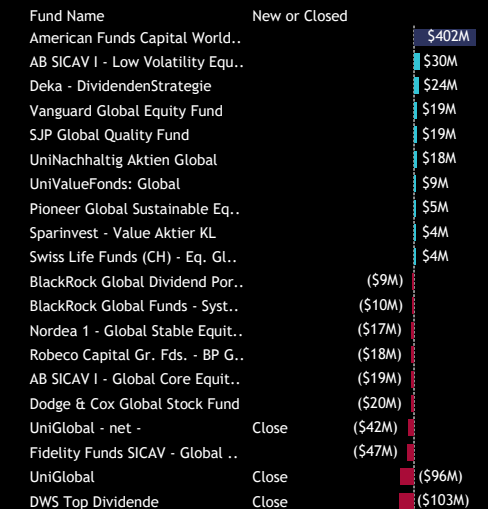 Fund Name New or Closed
American Funds Capital World.. $402M
AB SICAV I - Low Volatility Equ.. $30M
Deka - DividendenStrategie $24M
Vanguard Global Equity Fund $19M
SJP Global Quality Fund $19M
UniNachhaltig Aktien Global $18M
UniValueFonds: Global $9M
Pioneer Global Sustainable Eq.. $5M
Sparinvest - Value Aktier KL $4M
Swiss Life Funds (CH) - Eq. Gl.. $4M
BlackRock Global Dividend Por.. ($9M)
BlackRock Global Funds - Syst.. ($10M)
Nordea 1 - Global Stable Equit.. ($17M)
Robeco Capital Gr. Fds. - BP G.. ($18M)
AB SICAV I - Global Core Equit.. ($19M)
Dodge & Cox Global Stock Fund ($20M)
UniGlobal - net - Close ($42M)
Fidelity Funds SICAV - Global .. ($47M)
UniGlobal Close ($96M)
DWS Top Dividende Close ($103M)